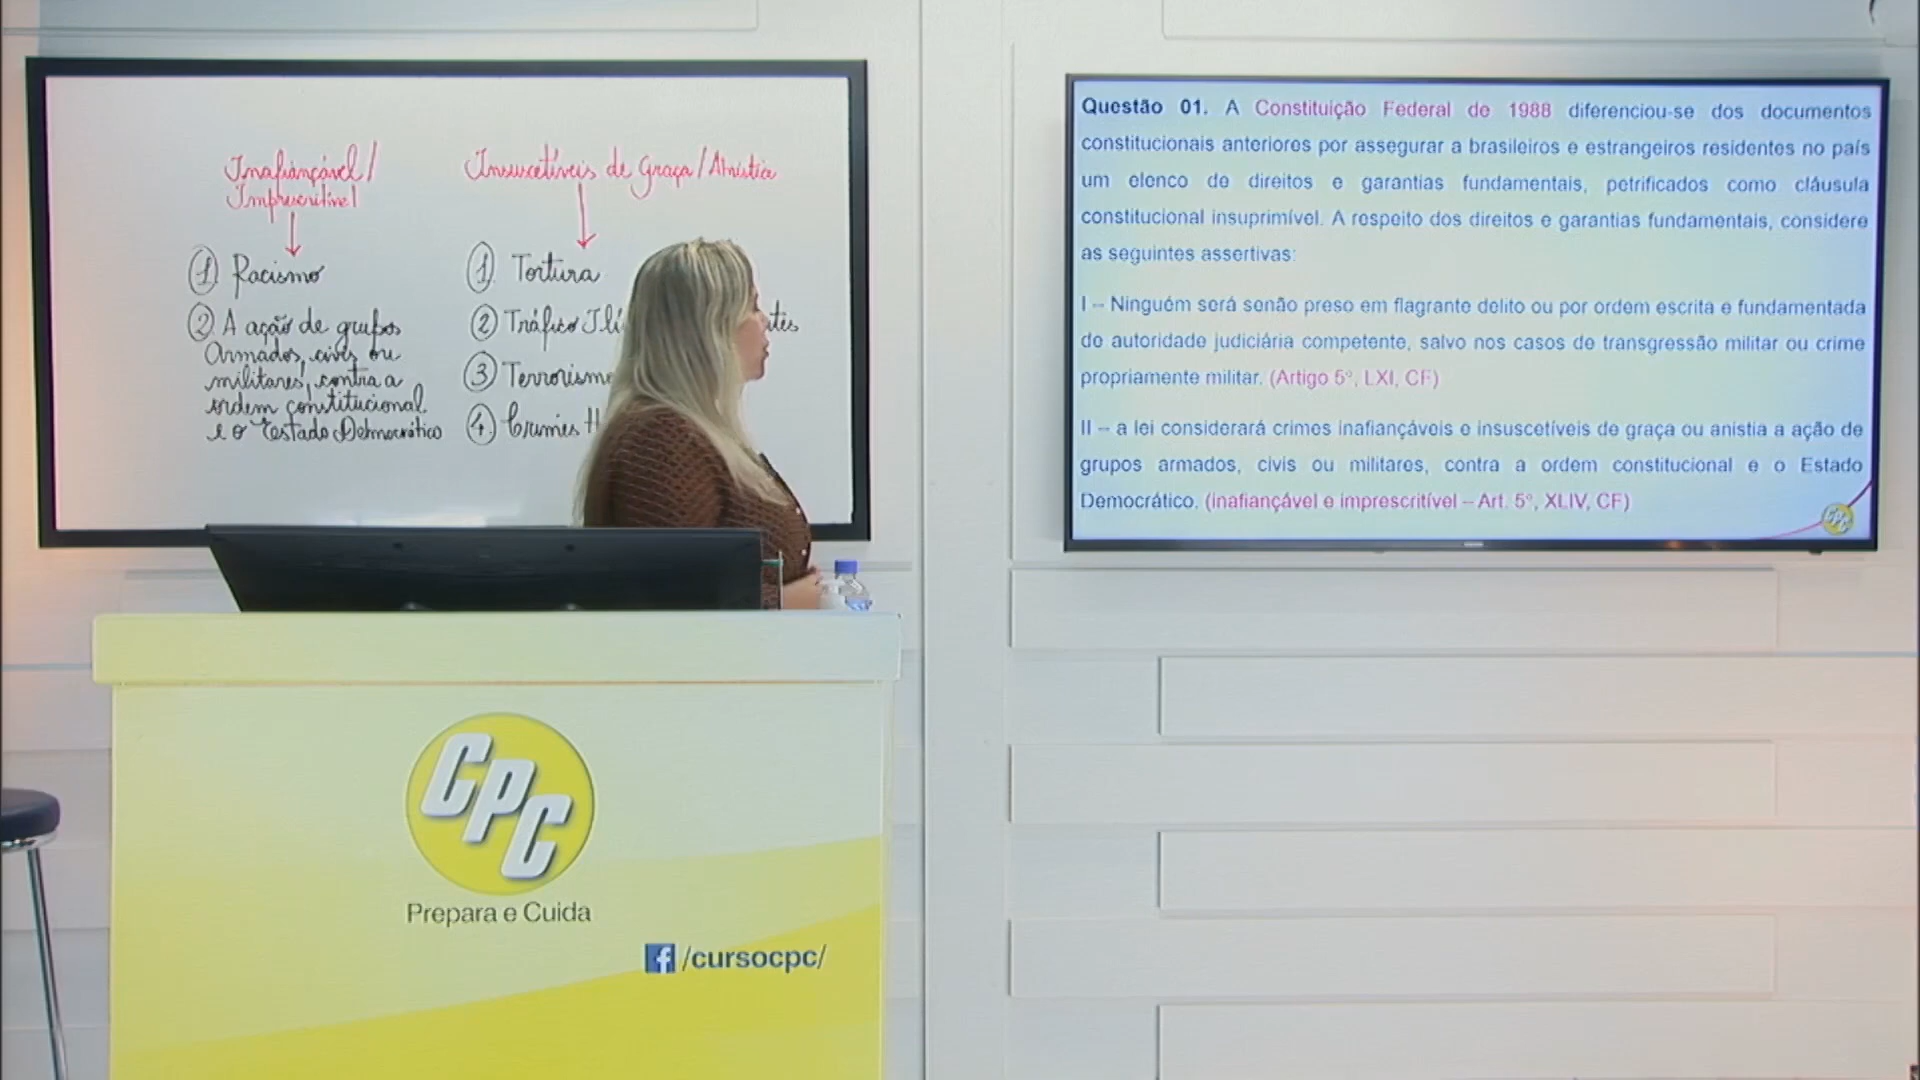 Inafiançável /
Imprescritível
① Racismo
② A ação de grupos
Armados, civis ou
militares, contra a
ordem constitucional
e o Estado Democrático
Insucetíveis de Graça / Anistia
① Tortura
② Tráfico Ilí
③ Terrorismo
④ Crimes H
Questão 01. A Constituição Federal de 1988 diferenciou-se dos documentos
constitucionais anteriores por assegurar a brasileiros e estrangeiros residentes no país
um elenco de direitos e garantias fundamentais, petrificados como cláusula
constitucional insuprimível. A respeito dos direitos e garantias fundamentais, considere
as seguintes assertivas:
I – Ninguém será senão preso em flagrante delito ou por ordem escrita e fundamentada
de autoridade judiciária competente, salvo nos casos de transgressão militar ou crime
propriamente militar. (Artigo 5º, LXI, CF)
II – a lei considerará crimes inafiançáveis e insuscetíveis de graça ou anistia a ação de
grupos armados, civis ou militares, contra a ordem constitucional e o Estado
Democrático. (inafiançável e imprescritível – Art. 5º, XLIV, CF)
CPC
CPC
Prepara e Cuida
f /cursocpc/